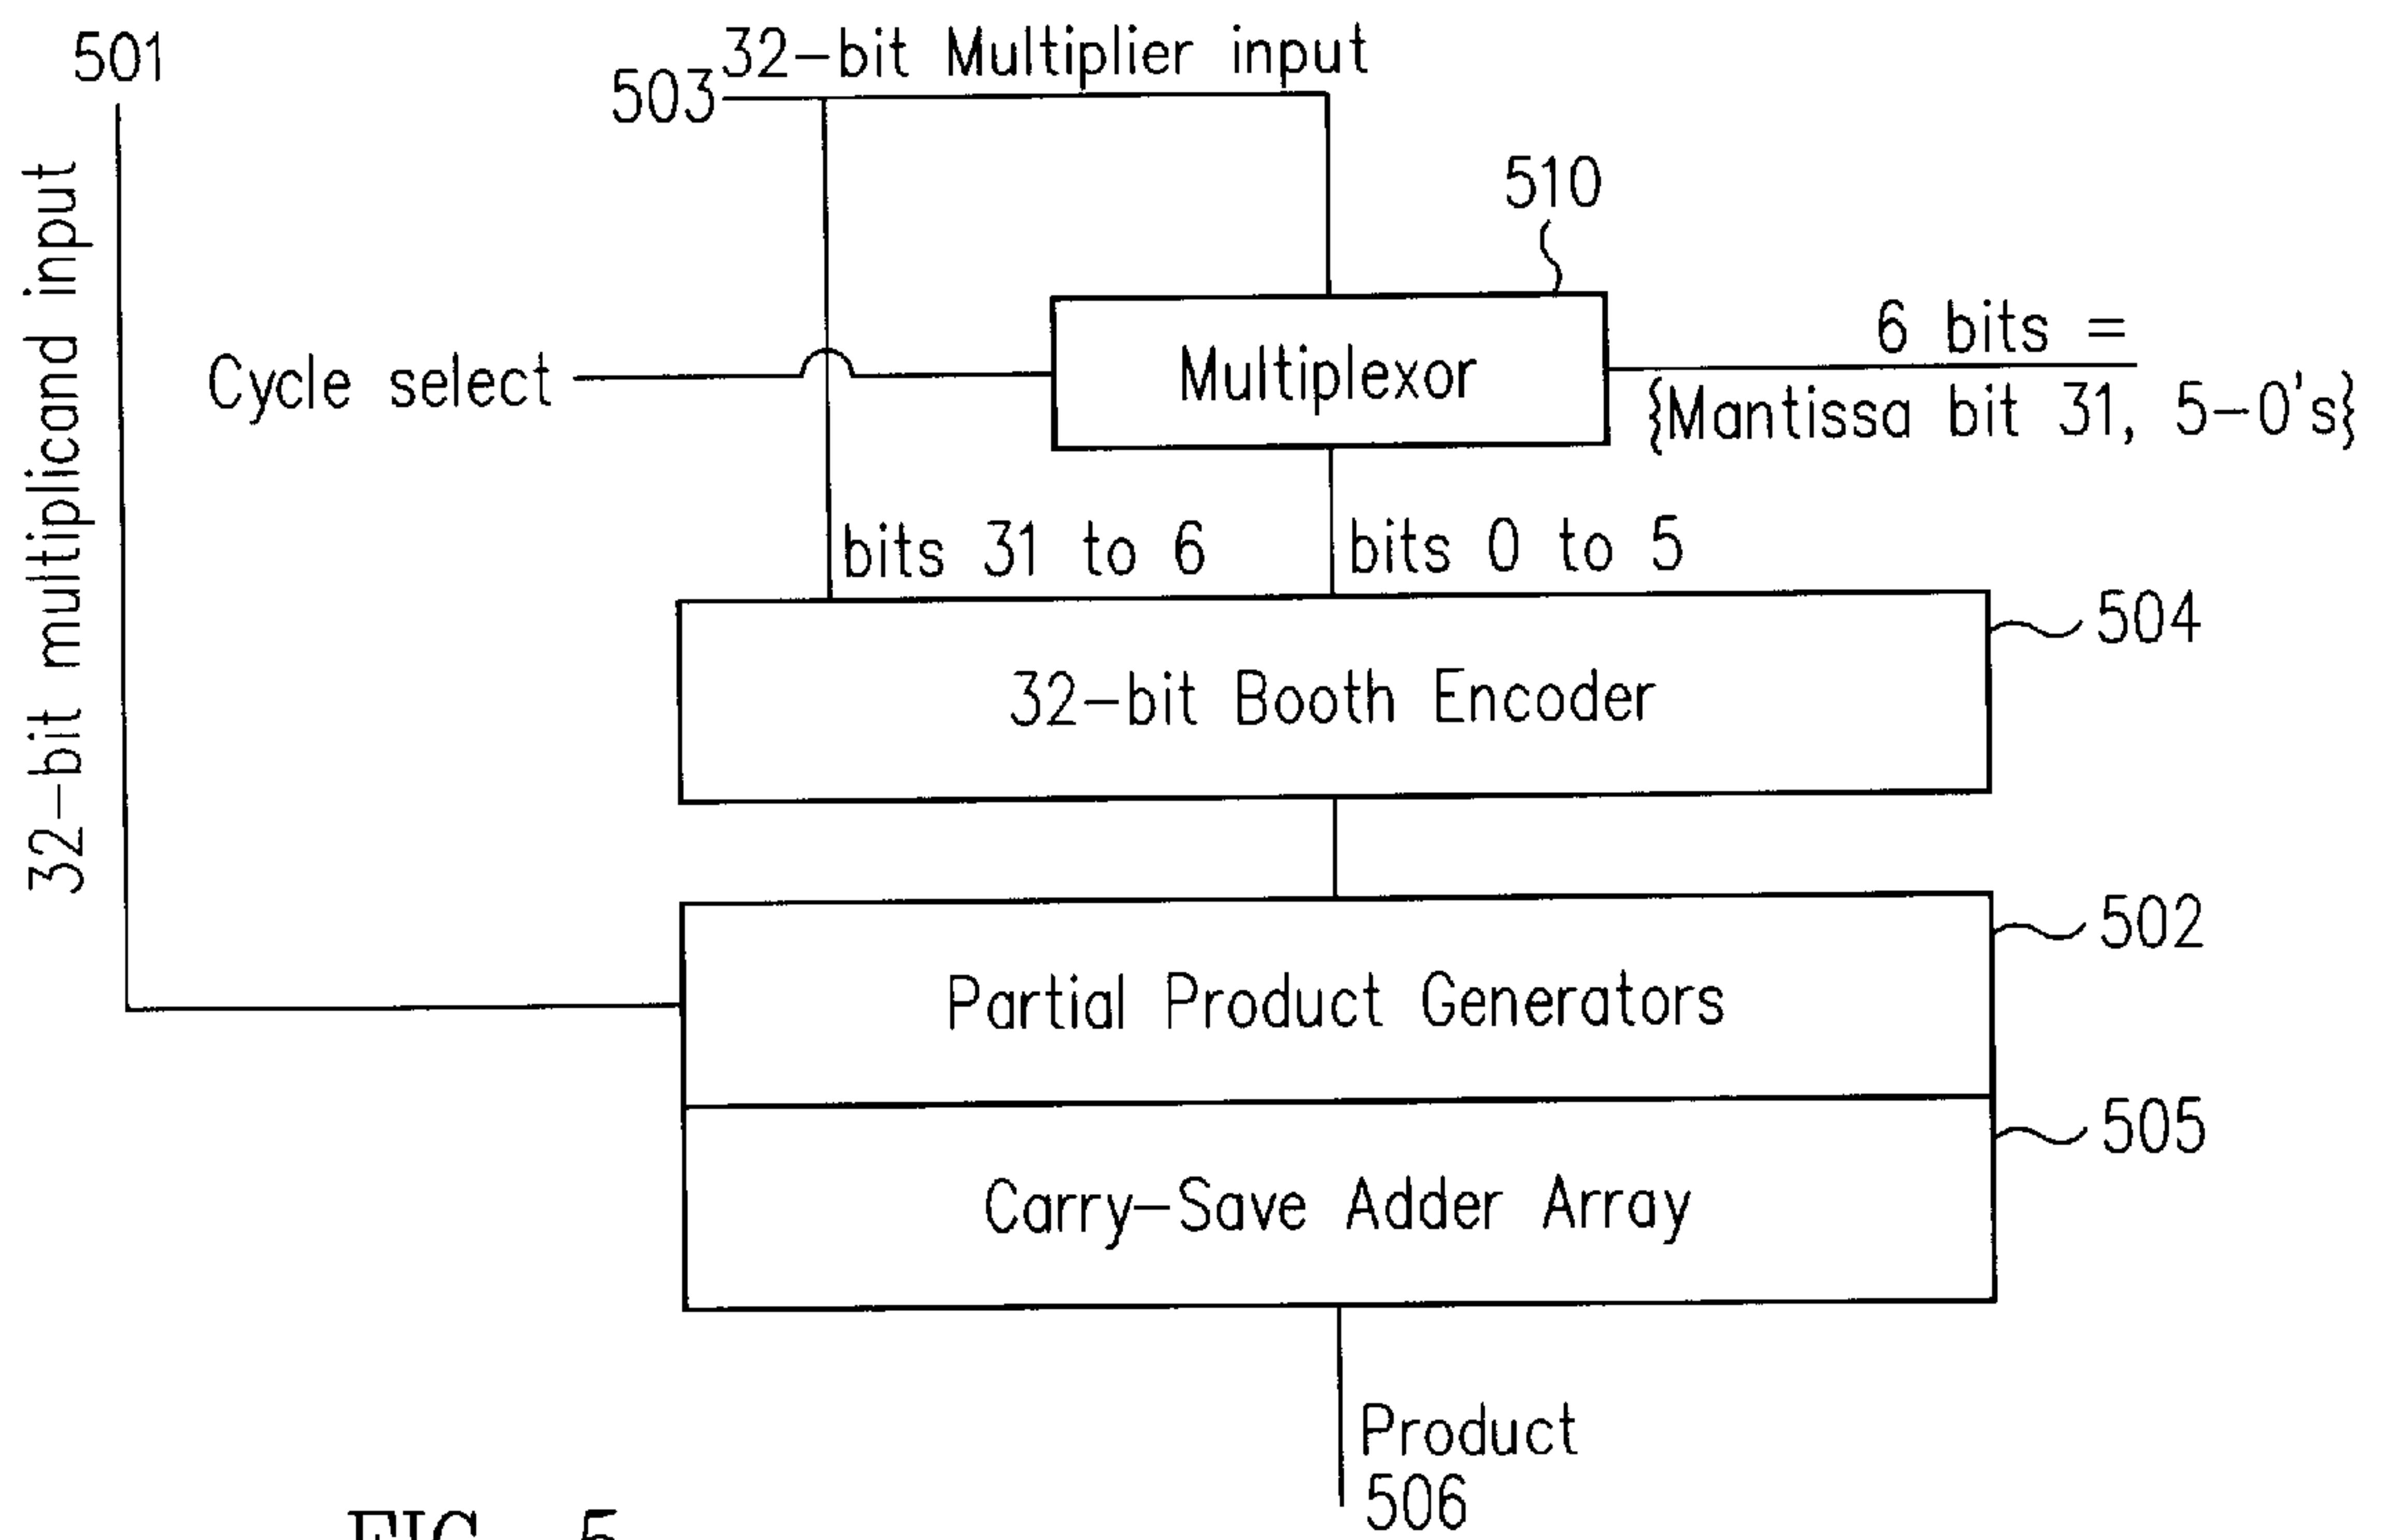 501
32-bit Multiplier input
503
510
32-bit multiplicand input
6 bits =
Cycle select
Multiplexor
{Mantissa bit 31, 5-0's}
bits 31 to 6
bits 0 to 5
504
32-bit Booth Encoder
502
Partial Product Generators
505
Carry-Save Adder Array
Product
506
FIG. 5